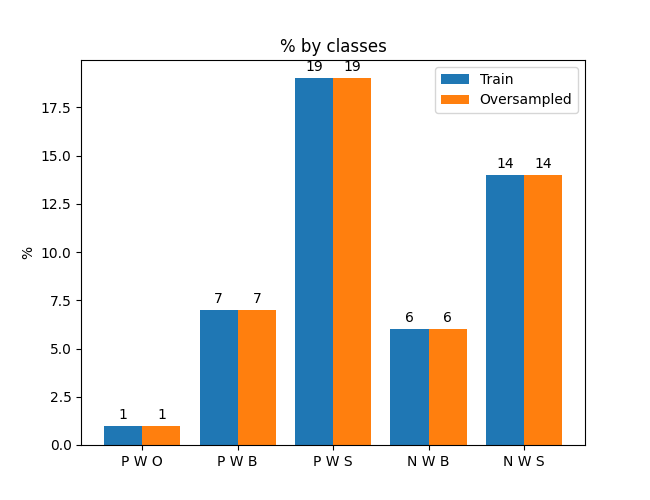 % by classes
Train
Oversampled
%
17.5
15.0
12.5
10.0
7.5
5.0
2.5
0.0
1 1
7 7
19 19
6 6
14 14
P W O
P W B
P W S
N W B
N W S